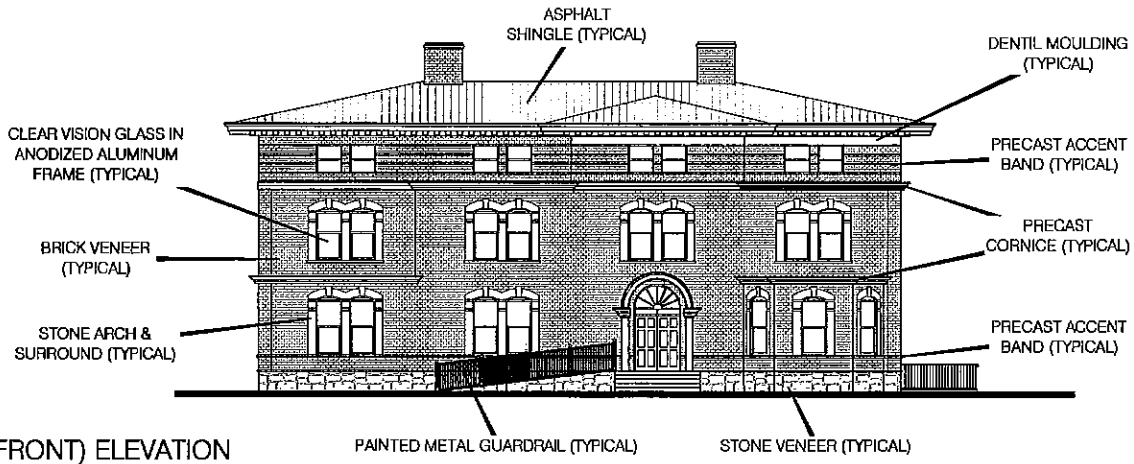 ASPHALT
SHINGLE (TYPICAL)
DENTIL MOULDING
(TYPICAL)
CLEAR VISION GLASS IN
ANODIZED ALUMINUM
FRAME (TYPICAL)
PRECAST ACCENT
BAND (TYPICAL)
BRICK VENEER
(TYPICAL)
PRECAST
CORNICE (TYPICAL)
STONE ARCH &
SURROUND (TYPICAL)
PRECAST ACCENT
BAND (TYPICAL)
FRONT) ELEVATION
PAINTED METAL GUARDRAIL (TYPICAL)
STONE VENEER (TYPICAL)